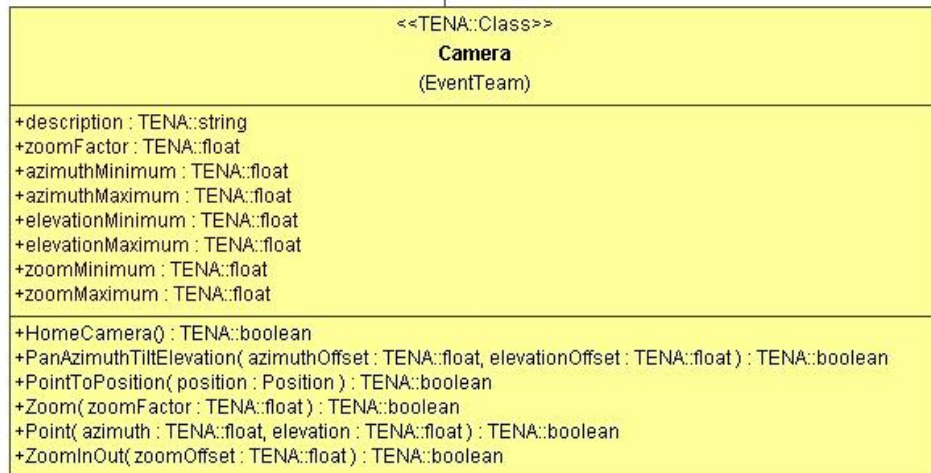 <<TENA::Class>>
Camera
(EventTeam)
+description : TENA::string
+zoomFactor : TENA::float
+azimuthMinimum : TENA::float
+azimuthMaximum : TENA::float
+elevationMinimum : TENA::float
+elevationMaximum : TENA::float
+zoomMinimum : TENA::float
+zoomMaximum : TENA::float
+HomeCamera() : TENA::boolean
+PanAzimuthTiltElevation( azimuthOffset : TENA::float, elevationOffset : TENA::float ) : TENA::boolean
+PointToPosition( position : Position ) : TENA::boolean
+Zoom( zoomFactor : TENA::float ) : TENA::boolean
+Point( azimuth : TENA::float, elevation : TENA::float ) : TENA::boolean
+ZoomInOut( zoomOffset : TENA::float ) : TENA::boolean